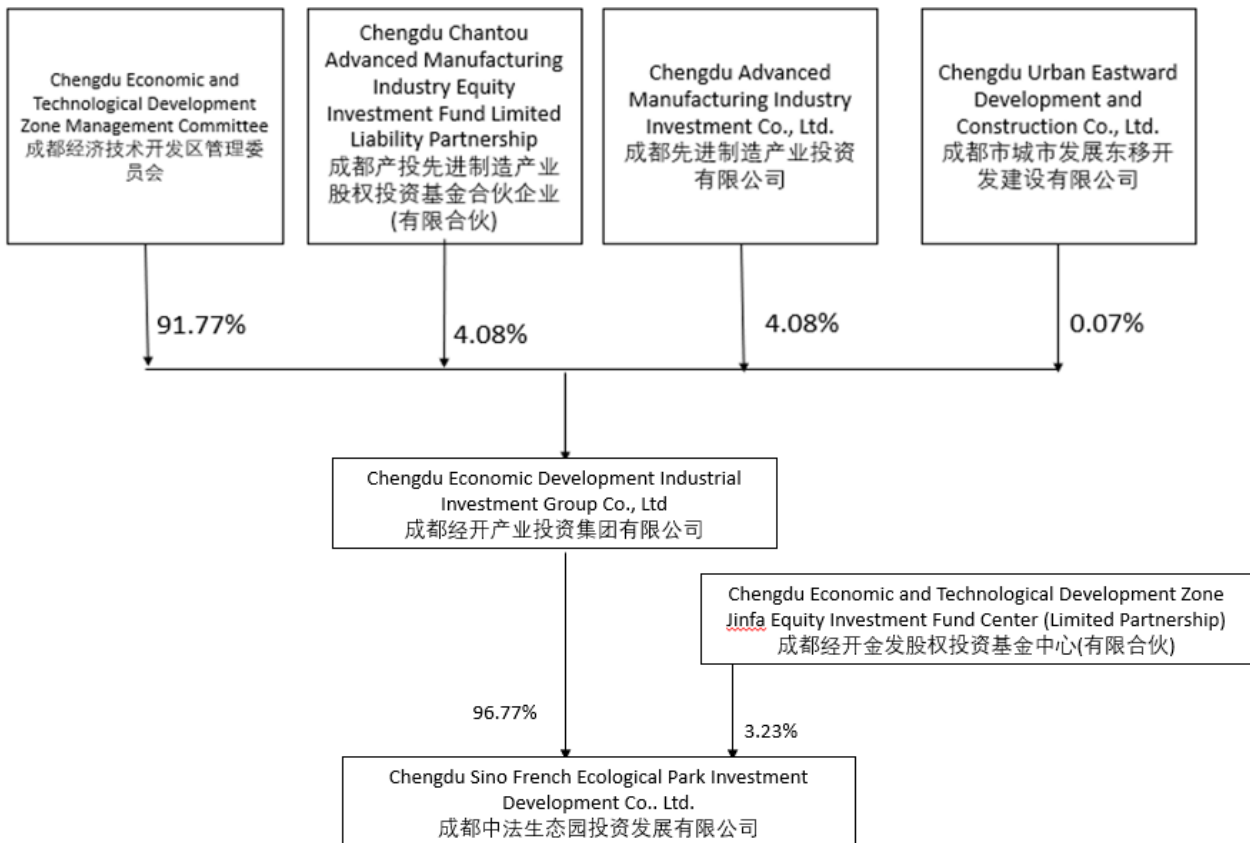 Chengdu Economic and
Technological Development
Zone Management Committee
成都经济技术开发区管理委
员会
Chengdu Chantou
Advanced Manufacturing
Industry Equity
Investment Fund Limited
Liability Partnership
成都产投先进制造产业
股权投资基金合伙企业
(有限合伙)
Chengdu Advanced
Manufacturing Industry
Investment Co., Ltd.
成都先进制造产业投资
有限公司
Chengdu Urban Eastward
Development and
Construction Co., Ltd.
成都市城市发展东移开
发建设有限公司
91.77%
4.08%
4.08%
0.07%
Chengdu Economic Development Industrial
Investment Group Co., Ltd
成都经开产业投资集团有限公司
Chengdu Economic and Technological Development Zone
Jinfa Equity Investment Fund Center (Limited Partnership)
成都经开金发股权投资基金中心(有限合伙)
96.77%
3.23%
Chengdu Sino French Ecological Park Investment
Development Co.. Ltd.
成都中法生态园投资发展有限公司